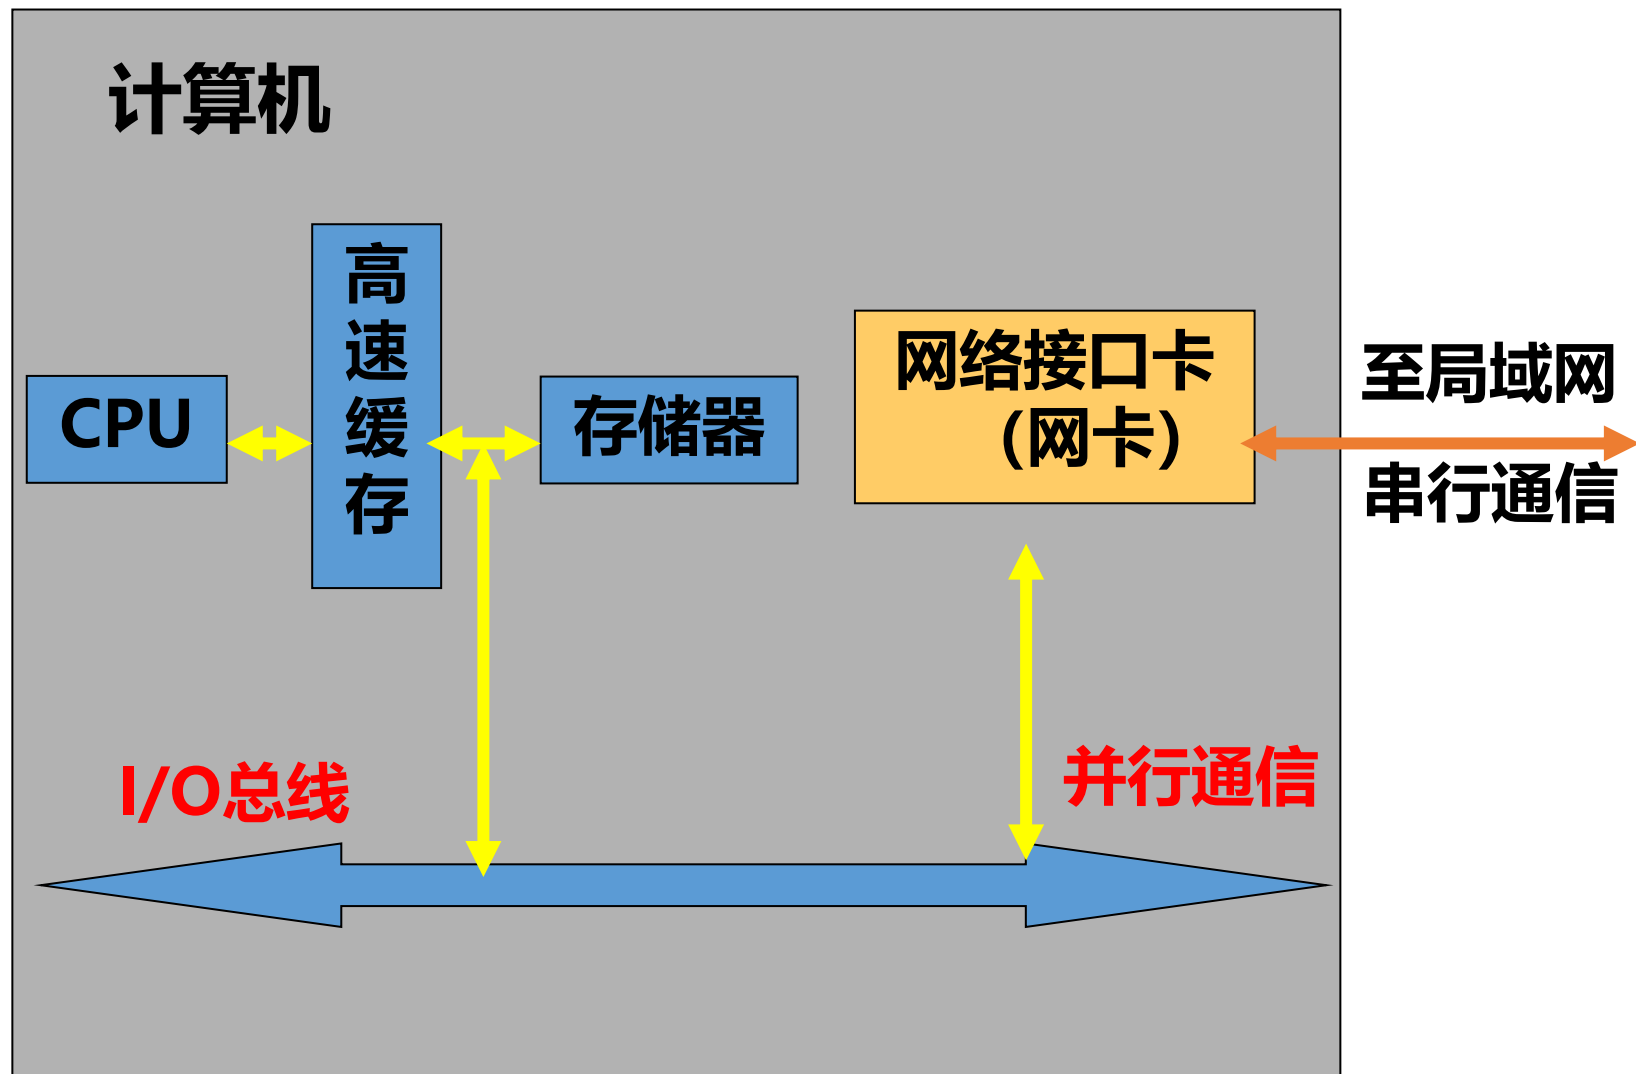 计算机
高
速
缓
存
CPU
存储器
网络接口卡
(网卡)
至局域网
串行通信
I/O总线
并行通信